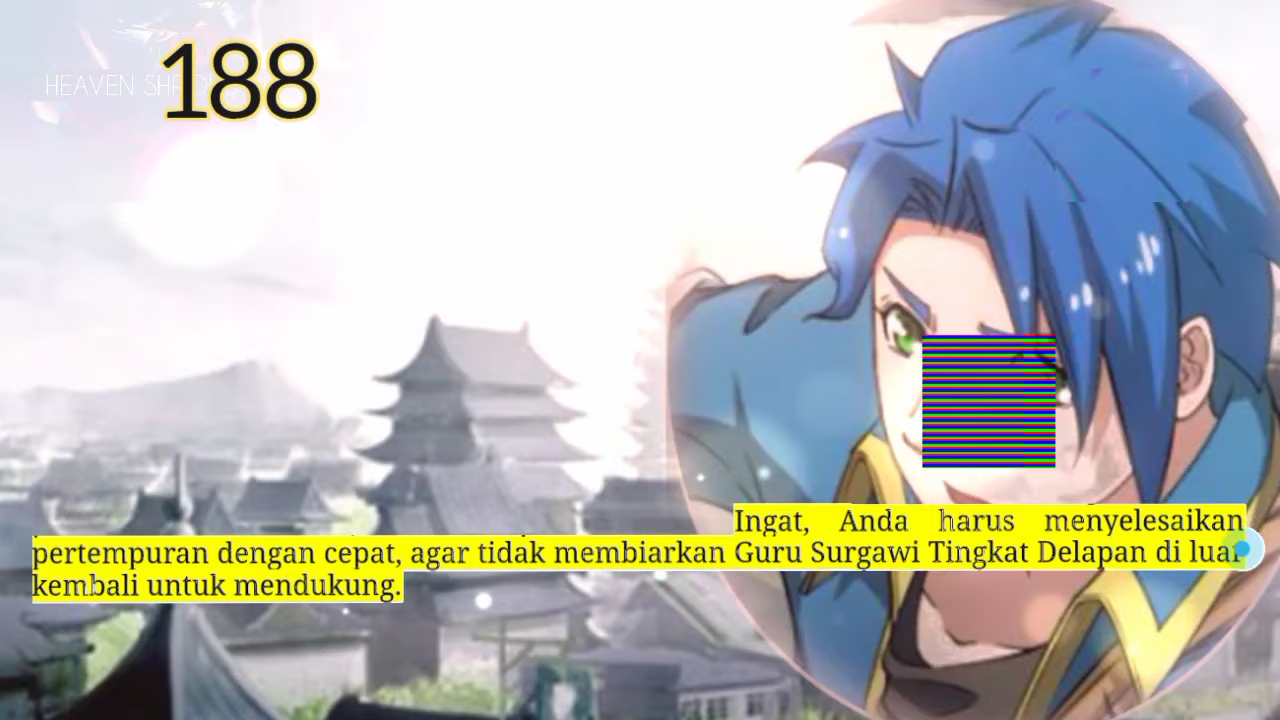 188
HEAVEN
Ingat, Anda harus menyelesaikan
pertempuran dengan cepat, agar tidak membiarkan Guru Surgawi Tingkat Delapan di luar
kembali untuk mendukung.